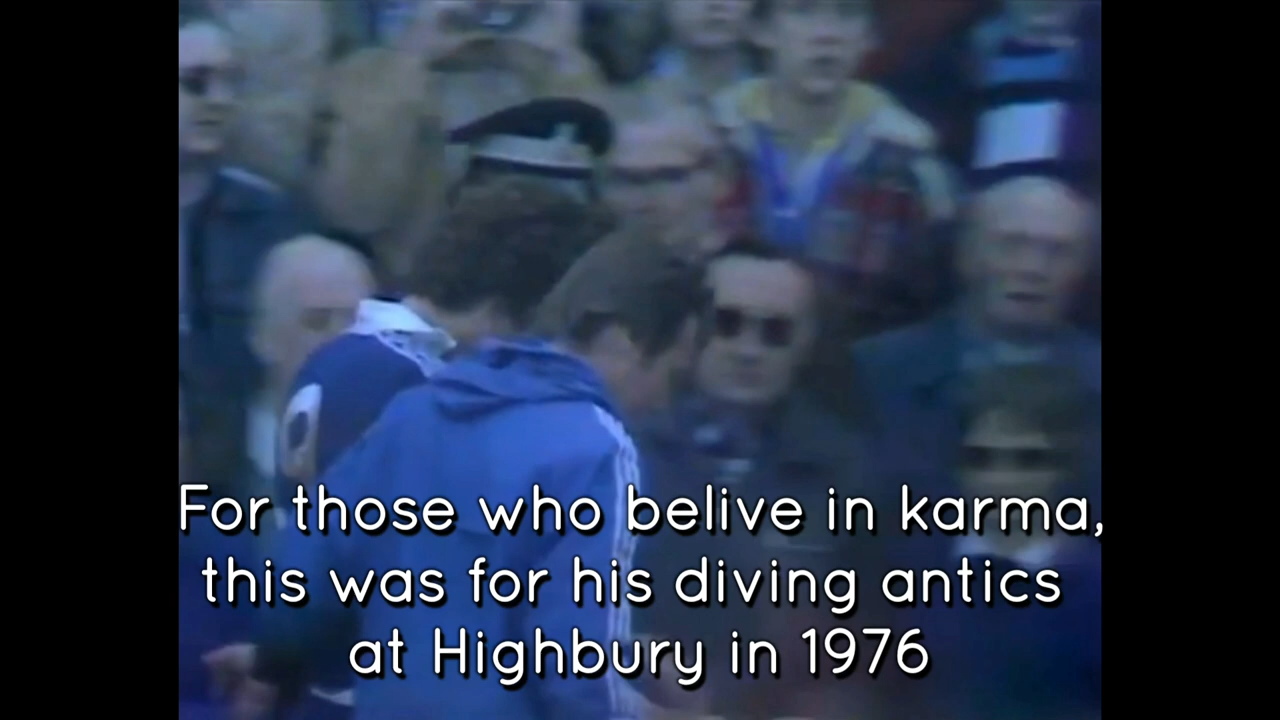 For those who belive in karma,
this was for his diving antics
at Highbury in 1976